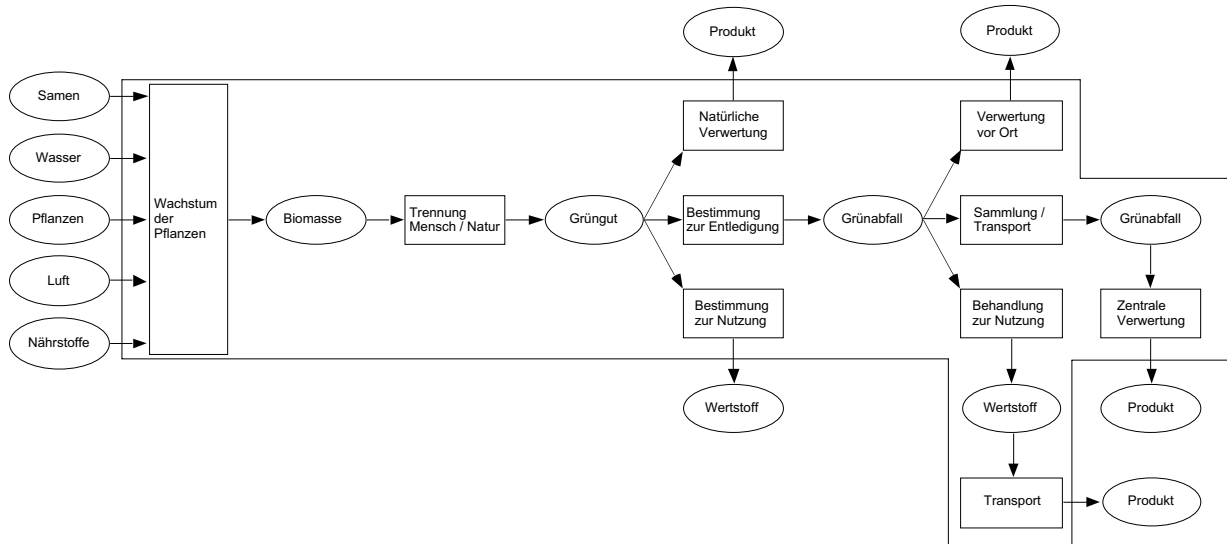 Produkt
Produkt
Samen
Natürliche
Verwertung
Verwertung
vor Ort
Wasser
Wachstum
der
Pflanzen
Pflanzen
Biomasse
Trennung
Mensch / Natur
Grüngut
Bestimmung
zur Entledigung
Grünabfall
Sammlung /
Transport
Grünabfall
Luft
Bestimmung
zur Nutzung
Behandlung
zur Nutzung
Zentrale
Verwertung
Nährstoffe
Wertstoff
Wertstoff
Produkt
Transport
Produkt